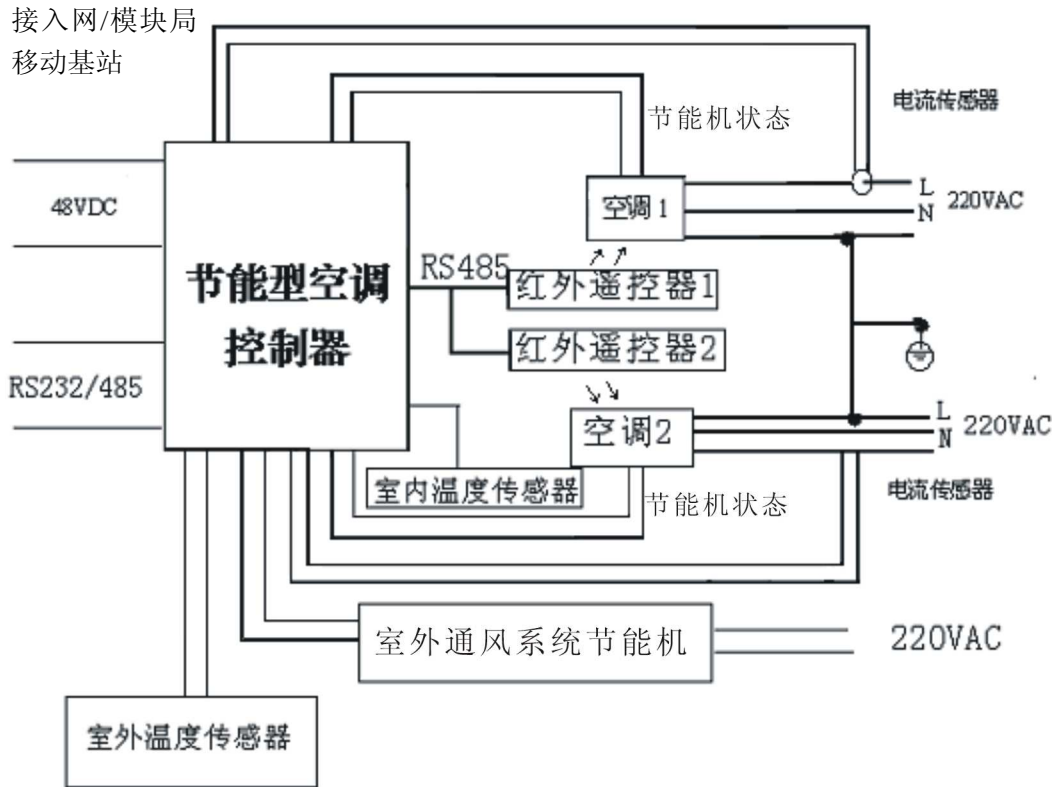 接入网/模块局
移动基站
节能机状态
电流传感器
48VDC
空调1
L
N
220VAC
节能型空调
控制器
RS485
红外遥控器1
红外遥控器2
RS232/485
空调2
L
N
220VAC
室内温度传感器
节能机状态
电流传感器
室外通风系统节能机
220VAC
室外温度传感器